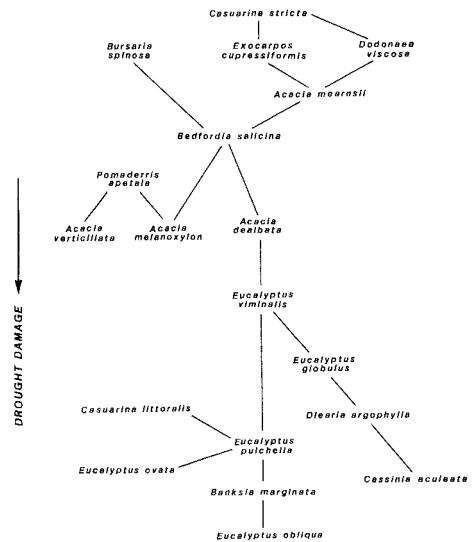 Casuarina stricta
Bursaria
spinosa
Exocarpos
cupressiformis
Dodonaea
viscosa
Acacia mearnsii
Bedfordia salicina
Pomaderris
apetala
Acacia
verticillata
Acacia
melanoxylon
Acacia
dealbata
Eucalyptus
viminalis
DROUGHT DAMAGE
Eucalyptus
globulus
Casuarina littoralis
Olearia argophylla
Eucalyptus
pulchella
Eucalyptus ovata
Cassinia aculeata
Banksia marginata
Eucalyptus obliqua